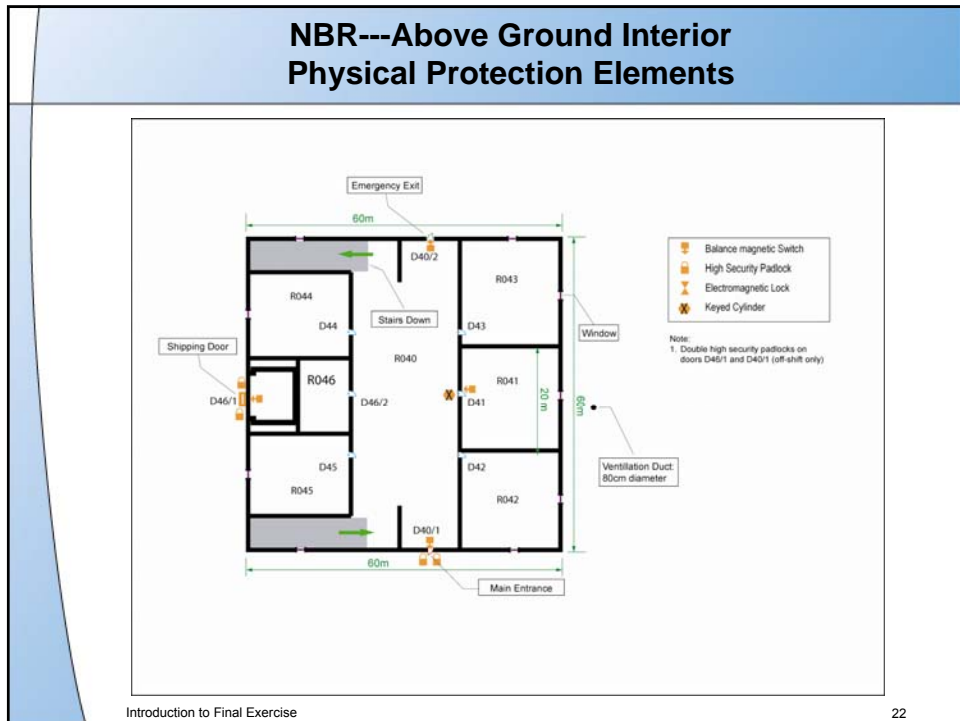 NBR---Above Ground Interior
Physical Protection Elements
Emergency Exit
60m
D40/2
R044
R043
Stairs Down
D44
D43
Window
Shipping Door
R040
R046
R041
D46/1
D46/2
D41
20 m
60m
Ventillation Duct:
80cm diameter
D45
D42
R045
R042
D40/1
60m
Main Entrance
Balance magnetic Switch
High Security Padlock
Electromagnetic Lock
X
Keyed Cylinder
Note:
1. Double high security padlocks on
doors D46/1 and D40/1 (off-shift only)
Introduction to Final Exercise
22